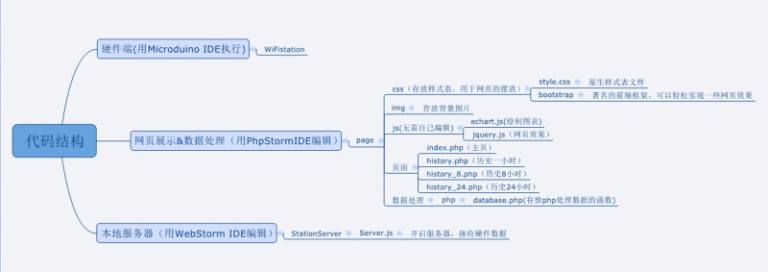 代码结构
硬件端(用Microduino IDE执行)
WiFistation
网页展示&数据处理（用PhpStormIDE编辑）
page
css（存放样式表，用于网页的摆放）
style.css
原生样式表文件
bootstrap
著名的前端框架，可以轻松实现一些网页效果
img
存放背景图片
js(无需自己编辑)
echart.js(绘制图表)
jquery.js（网页效果）
页面
index.php（主页）
history.php（历史一小时）
history_8.php（历史8小时）
history_24.php（历史24小时）
数据处理
php
database.php(存放php处理数据的函数)
本地服务器（用WebStorm IDE编辑）
StationServer
Server.js
开启服务器，接收硬件数据